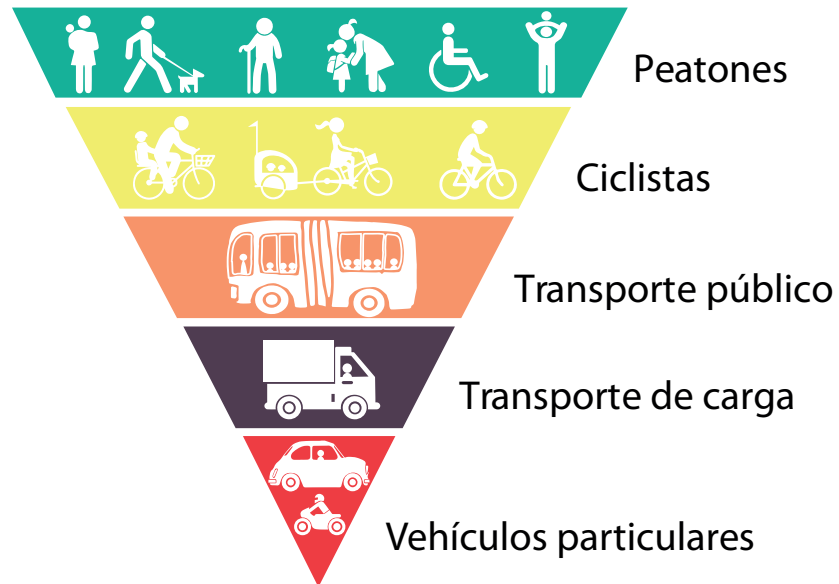 Peatones
Ciclistas
Transporte público
Transporte de carga
Vehículos particulares